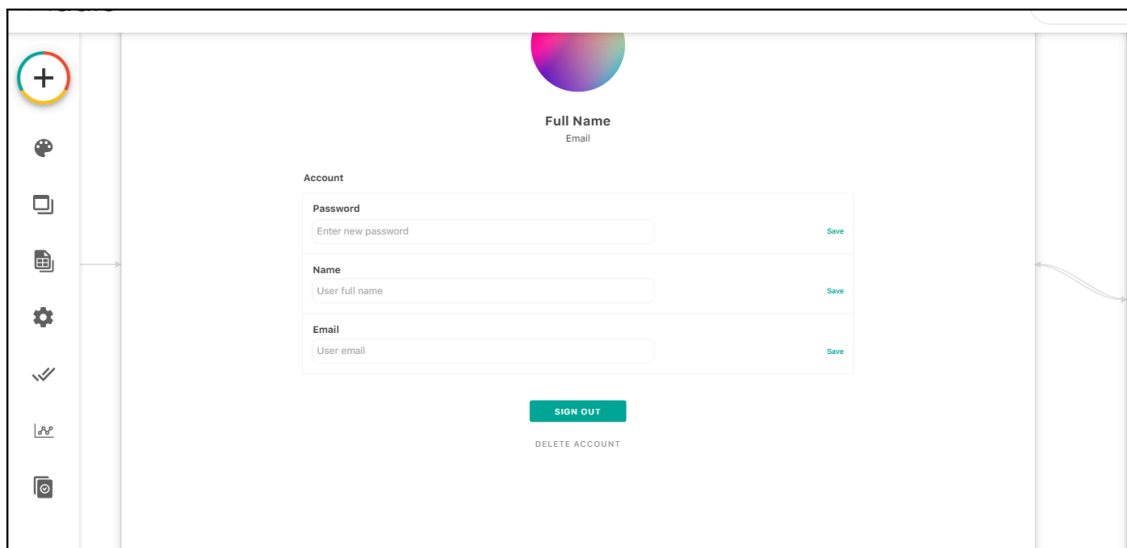 Full Name
Email
Account
Password
Enter new password
Save
Name
User full name
Save
Email
User email
Save
SIGN OUT
DELETE ACCOUNT